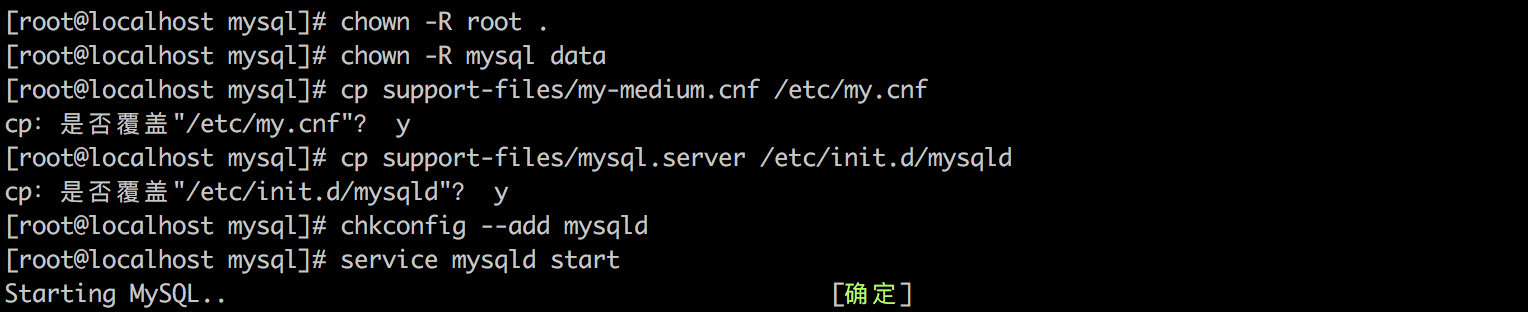 [root@localhost mysql]# chown -R root .
[root@localhost mysql]# chown -R mysql data
[root@localhost mysql]# cp support-files/my-medium.cnf /etc/my.cnf
cp：是否覆盖"/etc/my.cnf"？ y
[root@localhost mysql]# cp support-files/mysql.server /etc/init.d/mysqld
cp：是否覆盖"/etc/init.d/mysqld"？ y
[root@localhost mysql]# chkconfig --add mysqld
[root@localhost mysql]# service mysqld start
Starting MySQL.. [确定]